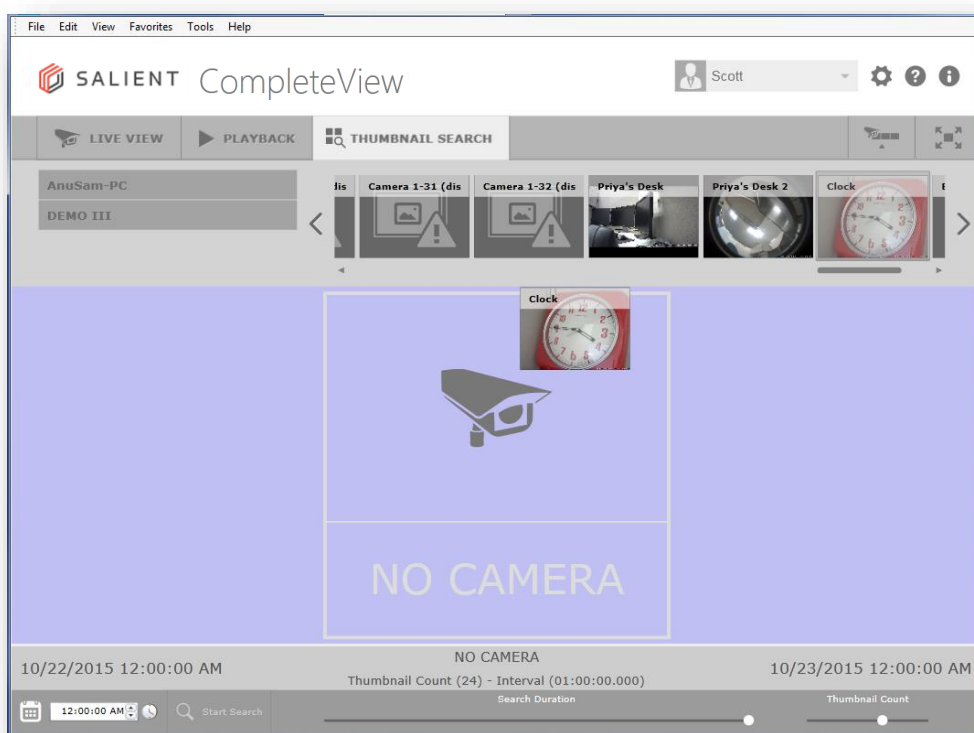 File Edit View Favorites Tools Help
SALIENT CompleteView
Scott
LIVE VIEW PLAYBACK THUMBNAIL SEARCH
AnuSam-PC
DEMO III
dis Camera 1-31 (dis Camera 1-32 (dis Priya's Desk Priya's Desk 2 Clock
Clock
NO CAMERA
10/22/2015 12:00:00 AM
NO CAMERA
Thumbnail Count (24) - Interval (01:00:00.000)
10/23/2015 12:00:00 AM
12:00:00 AM Start Search
Search Duration
Thumbnail Count